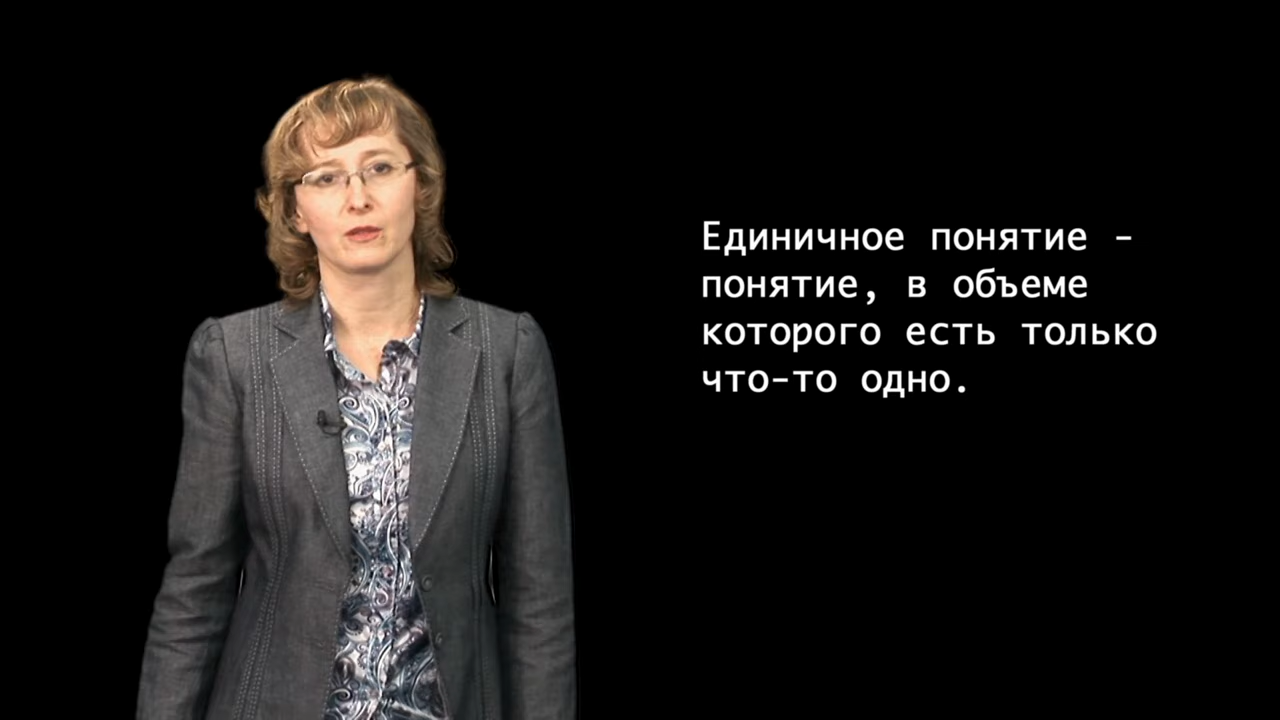 Единичное понятие -
понятие, в объеме
которого есть только
что-то одно.